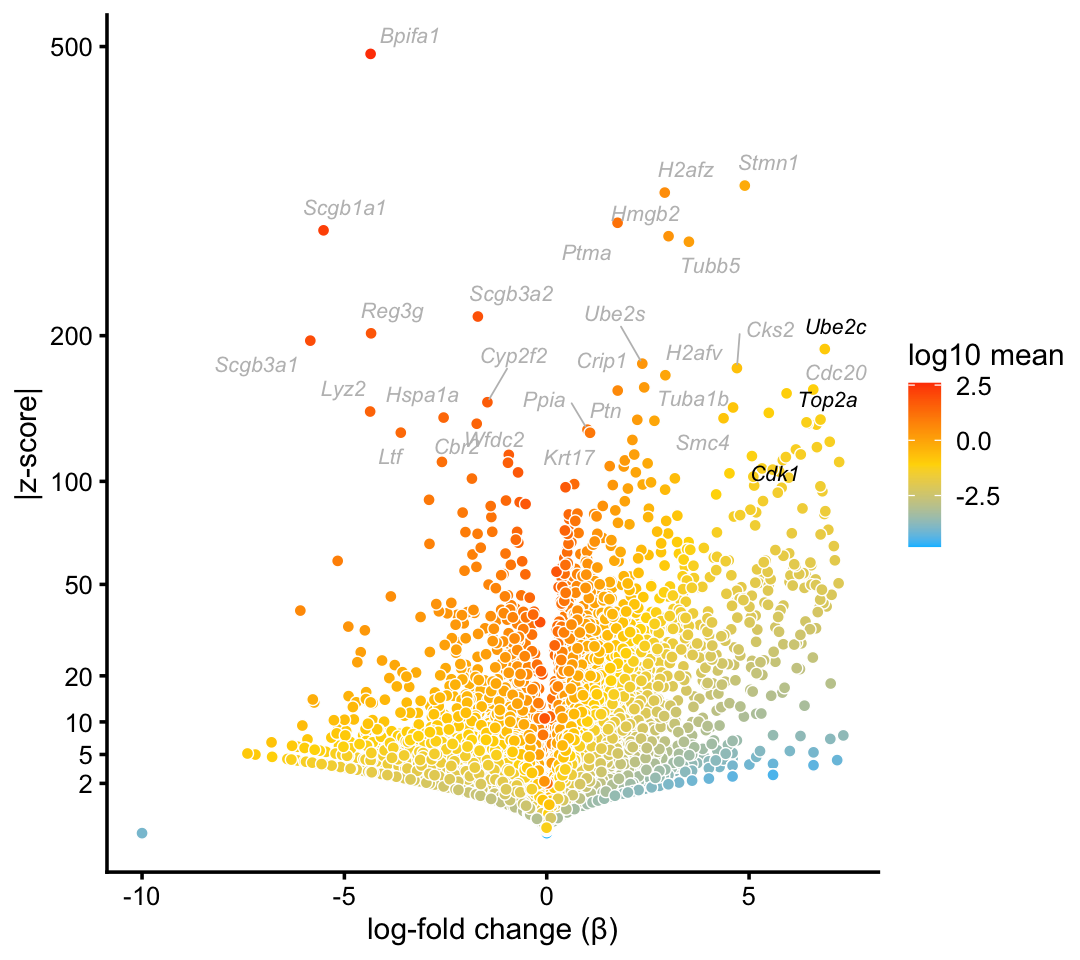 Bpifa1
500
H2afz
Stmn1
Scgb1a1
Hmgb2
Ptma
Tubb5
Scgb3a2
Reg3g
Ube2s
Cks2
Ube2c
200
Scgb3a1
Cyp2f2
Crip1
H2afv
log10 mean
Cdc20
2.5
Lyz2
Hspa1a
Ppia
Ptn
Tuba1b
Top2a
0.0
Ltf
Cbr2
Wfdc2
Krt17
Smc4
Cdk1
100
-2.5
|z-score|
50
20
10
5
2
-10
-5
0
5
log-fold change (β)